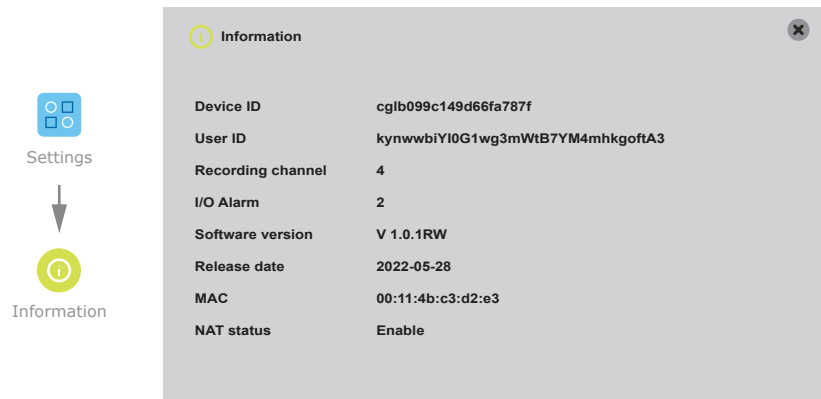 Information
Settings
Information
Device ID cglb099c149d66fa787f
User ID kynwwbiYI0G1wg3mWtB7YM4mhkgoftA3
Recording channel 4
I/O Alarm 2
Software version V 1.0.1RW
Release date 2022-05-28
MAC 00:11:4b:c3:d2:e3
NAT status Enable